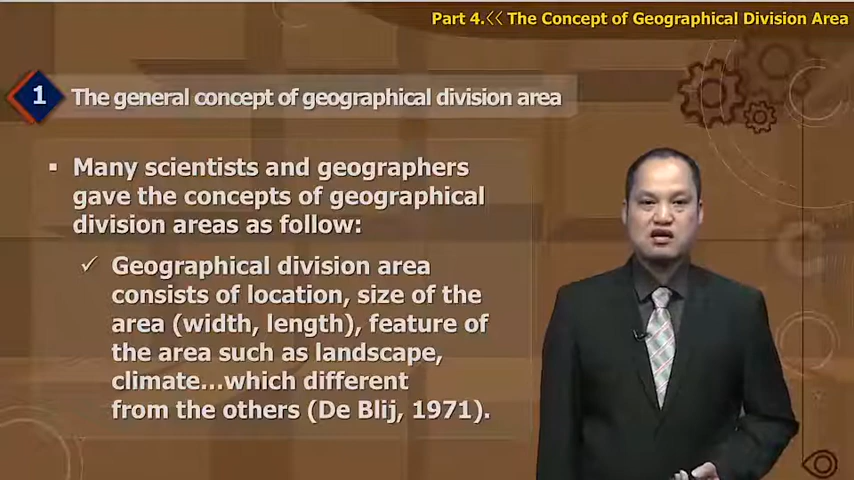 Part 4.<< The Concept of Geographical Division Area
1 The general concept of geographical division area
▪ Many scientists and geographers
gave the concepts of geographical
division areas as follow:
✓ Geographical division area
consists of location, size of the
area (width, length), feature of
the area such as landscape,
climate...which different
from the others (De Blij, 1971).